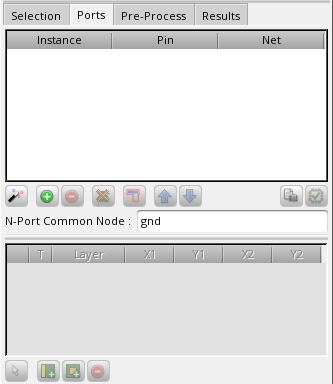 Selection Ports Pre-Process Results
Instance Pin Net
N-Port Common Node : gnd
T Layer X1 Y1 X2 Y2